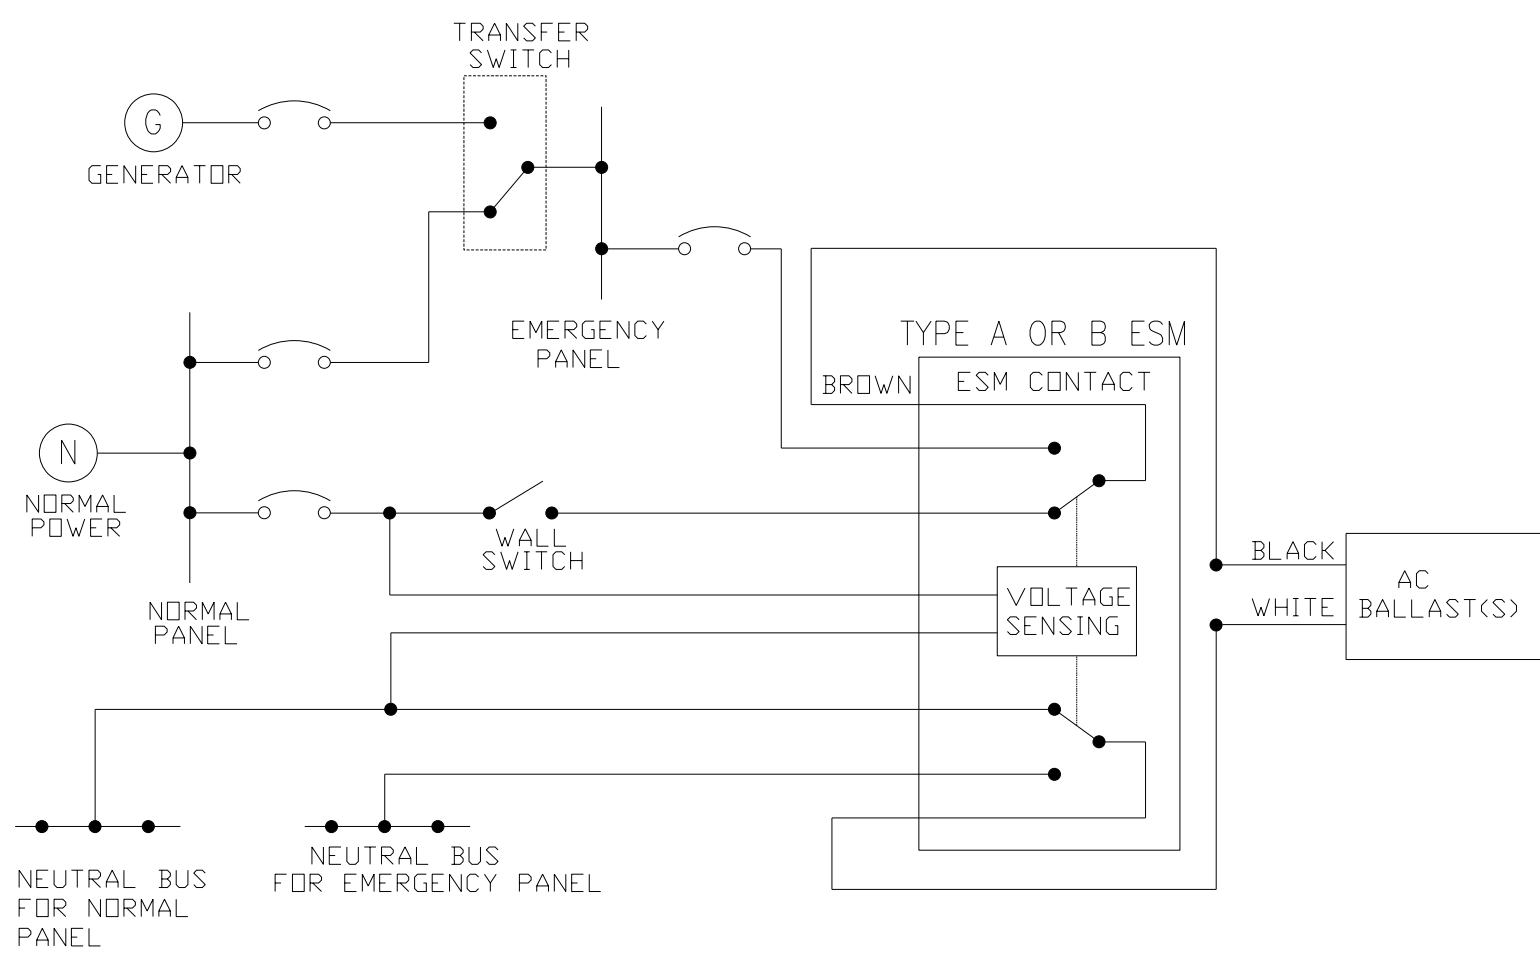 TRANSFER
SWITCH
G
GENERATOR
EMERGENCY
PANEL
TYPE A OR B ESM
BROWN
ESM CONTACT
N
NORMAL
POWER
WALL
SWITCH
NORMAL
PANEL
BLACK
WHITE
AC
BALLAST(S)
VOLTAGE
SENSING
NEUTRAL BUS
FOR EMERGENCY PANEL
NEUTRAL BUS
FOR NORMAL
PANEL